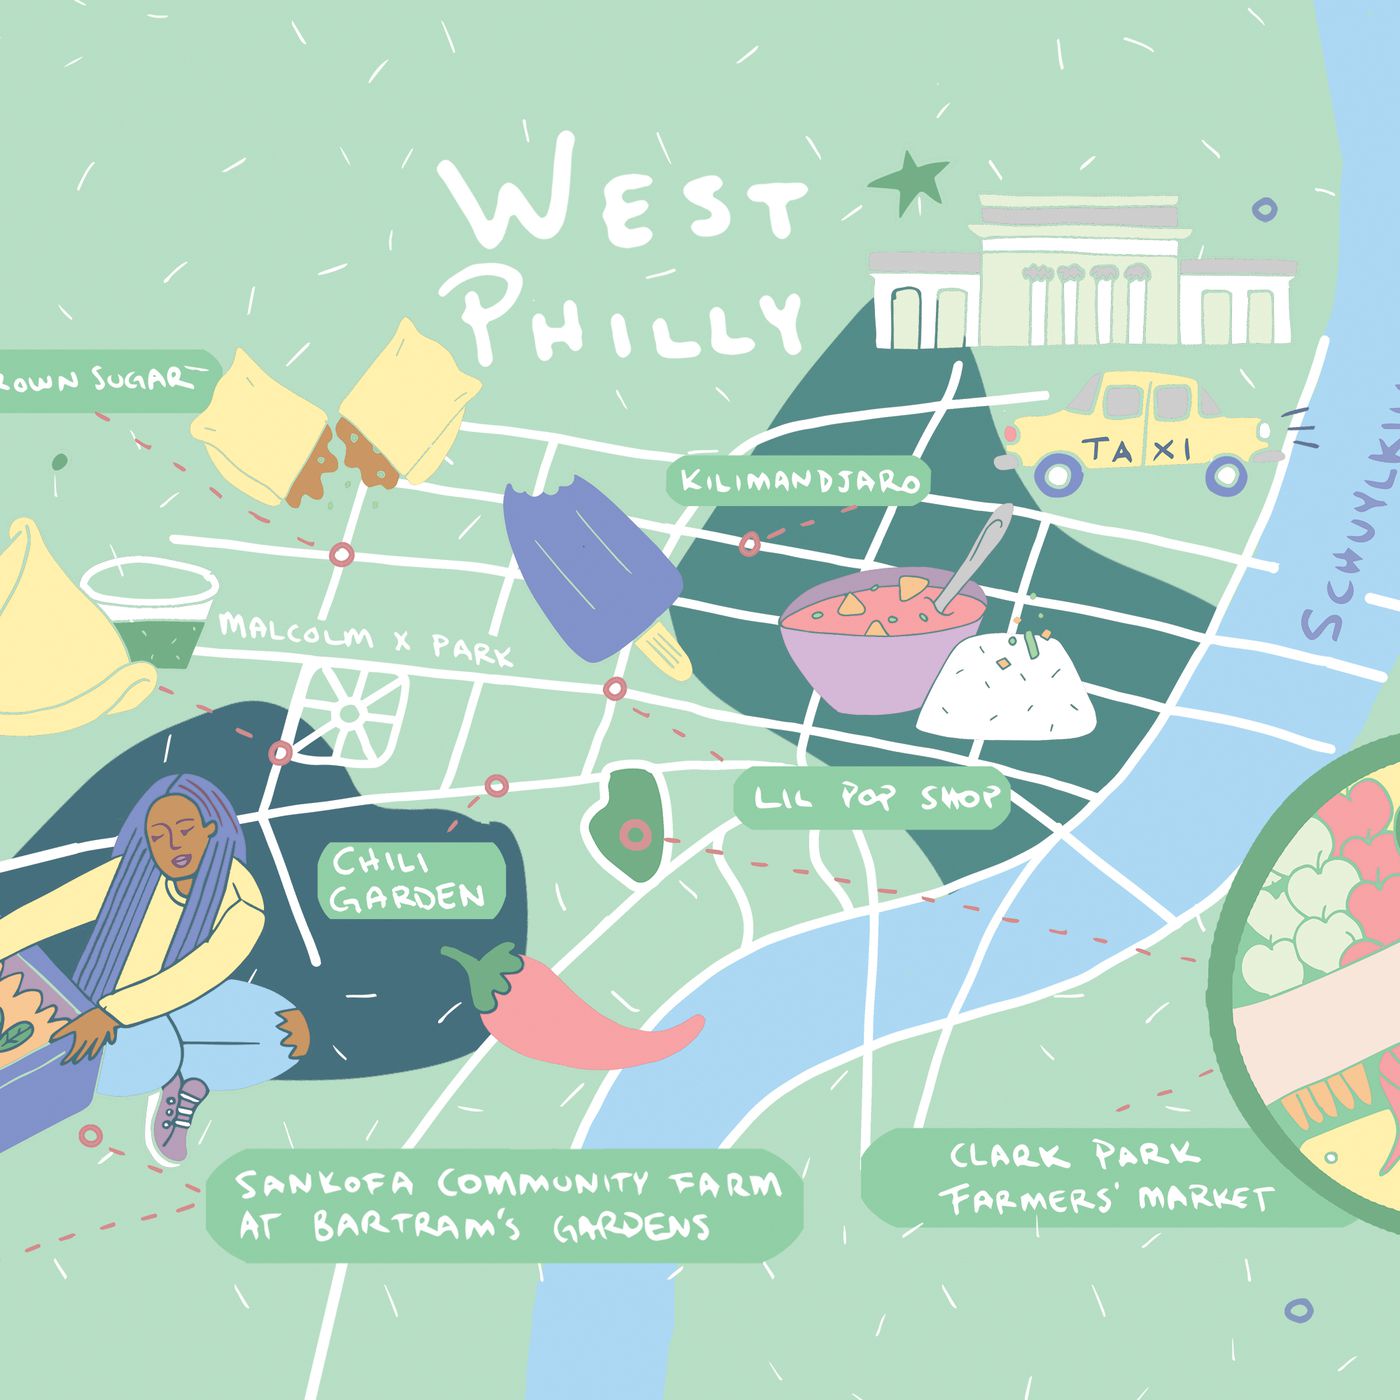 WEST
PHILLY
ROWN SUGAR
TAXI
KILIMANDJARO
SCHUYLKI
MALCOLM X PARK
LIL POP SHOP
CHILI
GARDEN
SANKOFA COMMUNITY FARM
AT BARTRAM'S GARDENS
CLARK PARK
FARMERS' MARKET